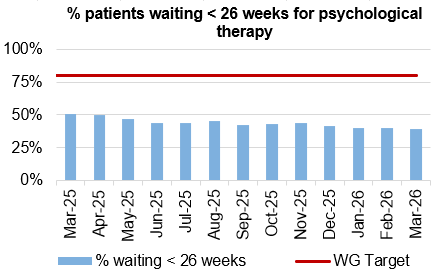 % patients waiting < 26 weeks for psychological
therapy
100%
75%
50%
25%
0%
Mar-25
Apr-25
May-25
Jun-25
Jul-25
Aug-25
Sep-25
Oct-25
Nov-25
Dec-25
Jan-26
Feb-26
Mar-26
% waiting < 26 weeks
WG Target